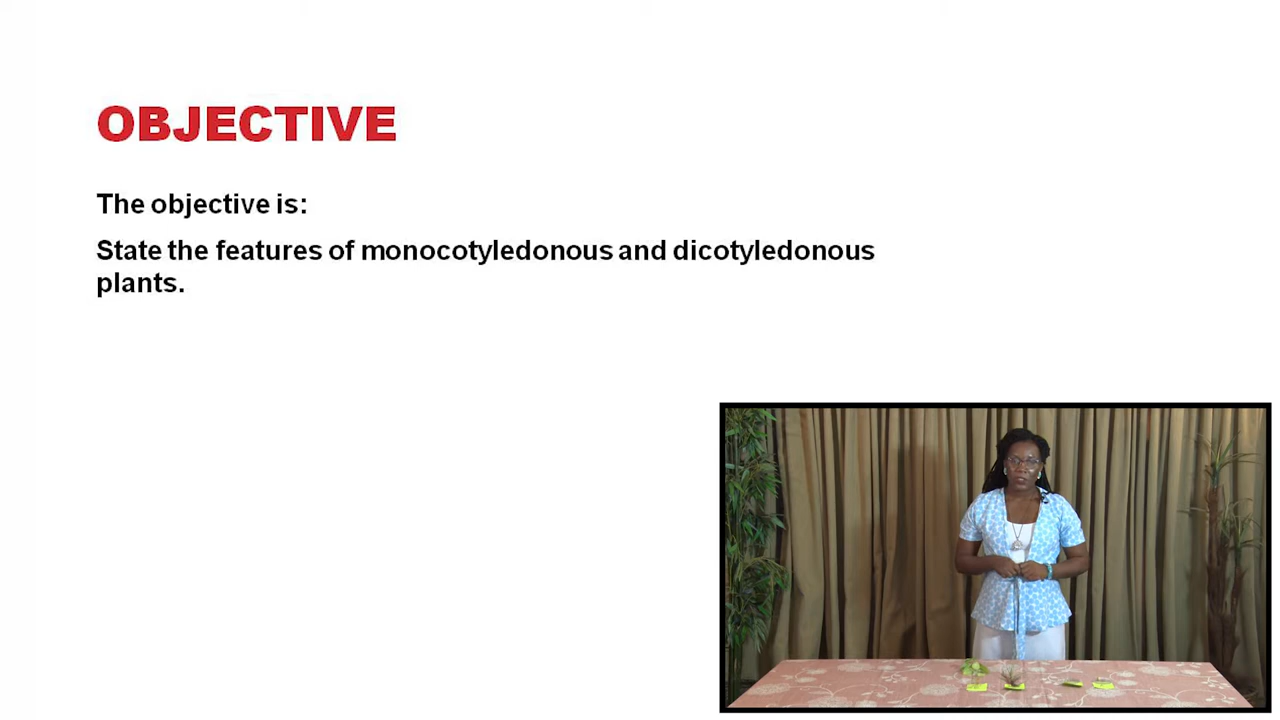 OBJECTIVE
The objective is:
State the features of monocotyledonous and dicotyledonous
plants.